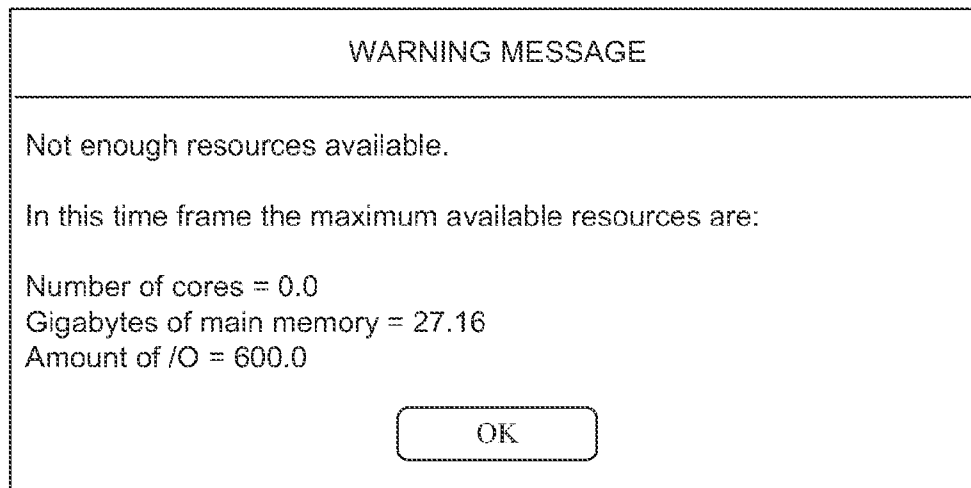 WARNING MESSAGE
Not enough resources available.
In this time frame the maximum available resources are:
Number of cores = 0.0
Gigabytes of main memory = 27.16
Amount of /O = 600.0
OK